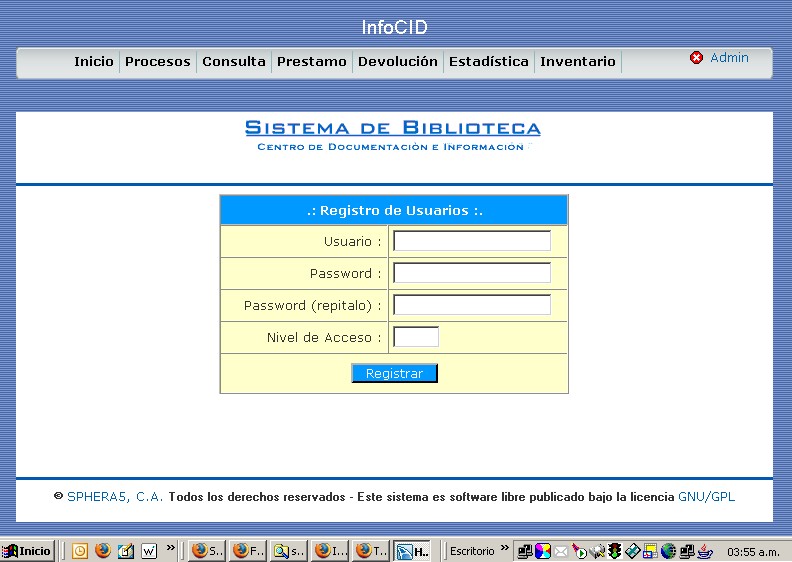 InfoCID
Inicio Procesos Consulta Prestamo Devolución Estadística Inventario Admin
SISTEMA DE BIBLIOTECA
CENTRO DE DOCUMENTACIÓN E INFORMACIÓN
.: Registro de Usuarios :.
Usuario :
Password :
Password (repitalo) :
Nivel de Acceso :
Registrar
© SPHERA5, C.A. Todos los derechos reservados - Este sistema es software libre publicado bajo la licencia GNU/GPL
Inicio » S.. F.. s.. I... T.. H.. Escritorio » 03:55 a.m.